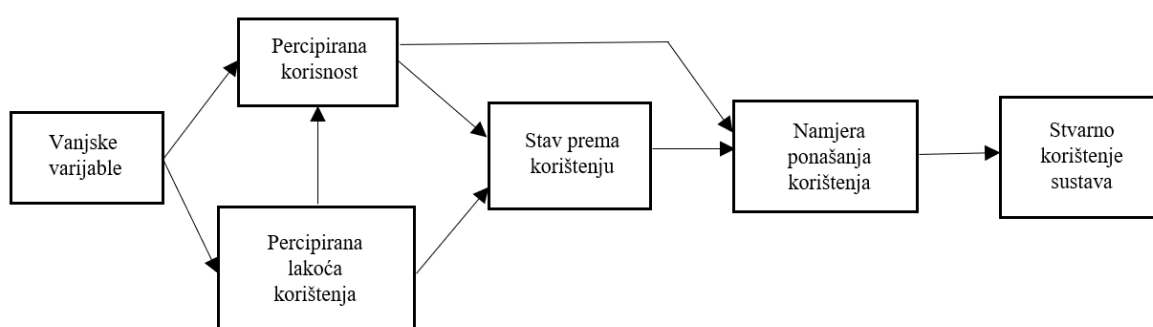 Percipirana
korisnost
Vanjske
varijable
Stav prema
korištenju
Namjera
ponašanja
korištenja
Stvarno
korištenje
sustava
Percipirana
lakoća
korištenja